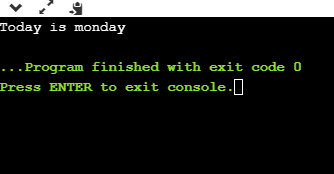 Today is monday
...Program finished with exit code 0
Press ENTER to exit console.